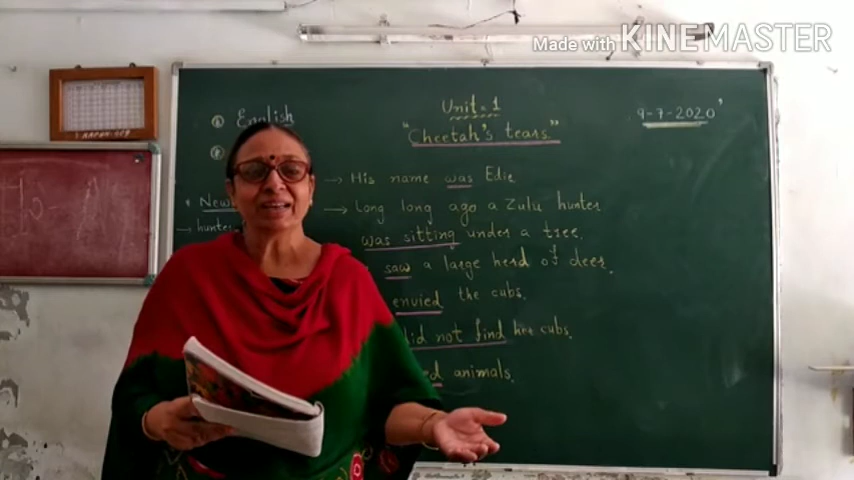 Made with KINEMASTER
Unit = 1
English
9-7-2020
"Cheetah's tears"
→ His name was Edie
* New
→ Long long ago a Zulu hunter
→ hunter
was sitting under a tree.
saw a large herd of deer.
envied the cubs.
did not find her cubs.
animals.